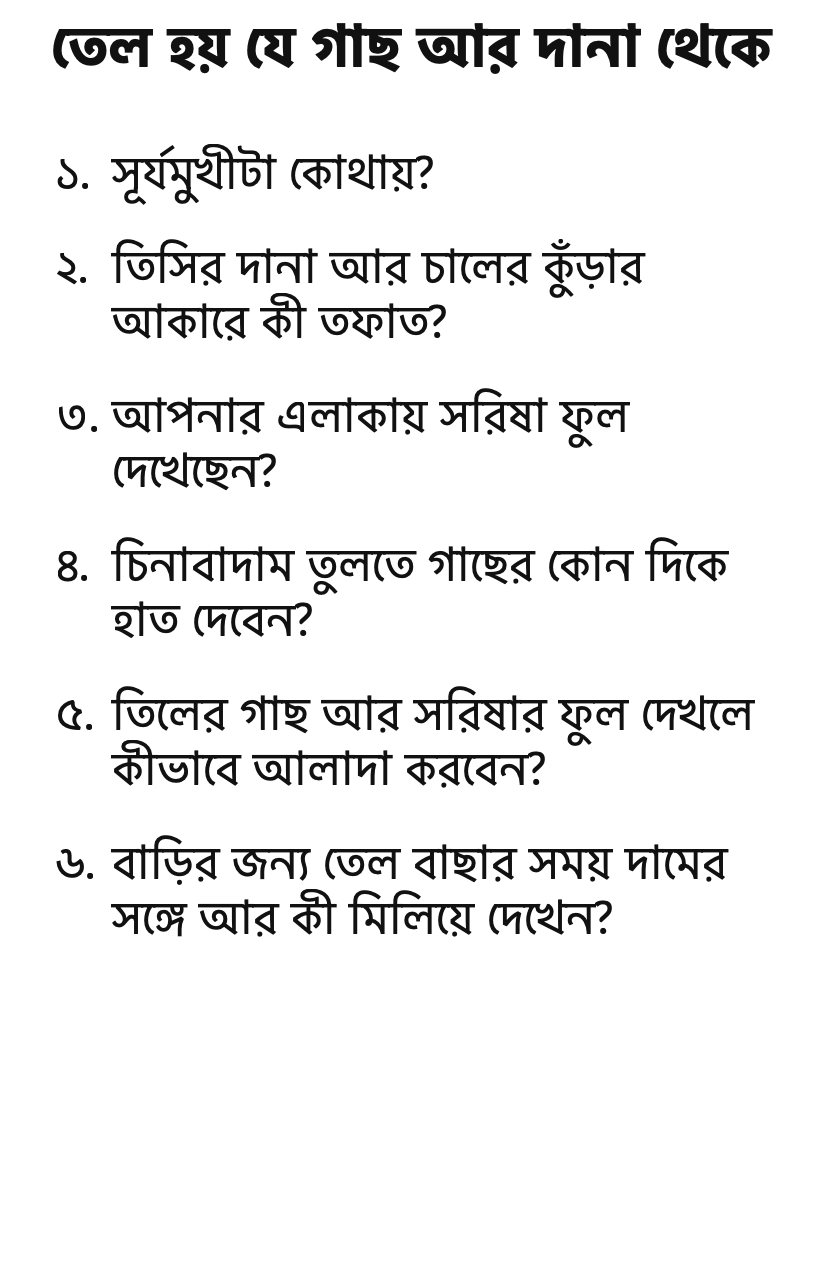 তেল হয় যে গাছ আর দানা থেকে
১. সূর্যমুখীটা কোথায়?
২. তিসির দানা আর চালের কুঁড়ার
আকারে কী তফাত?
৩. আপনার এলাকায় সরিষা ফুল
দেখেছেন?
৪. চিনাবাদাম তুলতে গাছের কোন দিকে
হাত দেবেন?
৫. তিলের গাছ আর সরিষার ফুল দেখলে
কীভাবে আলাদা করবেন?
৬. বাড়ির জন্য তেল বাছার সময় দামের
সঙ্গে আর কী মিলিয়ে দেখেন?